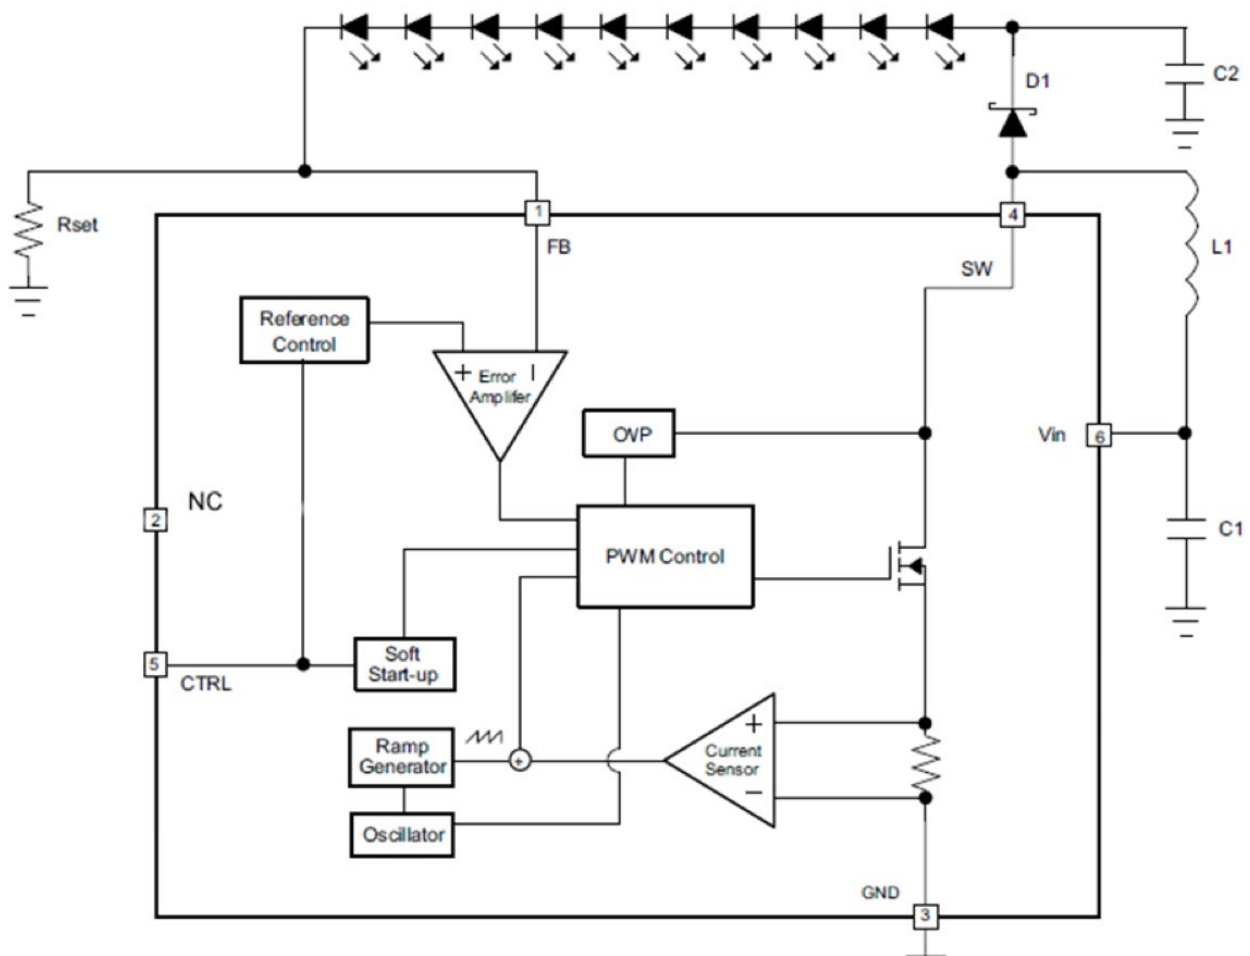 D1
C2
Rset
1
4
FB
SW
L1
Reference
Control
+
Error
Amplifer
OVP
Vin
6
NC
2
PWM Control
C1
5
CTRL
Soft
Start-up
Ramp
Generator
+
+
Current
Sensor
−
Oscillator
GND
3